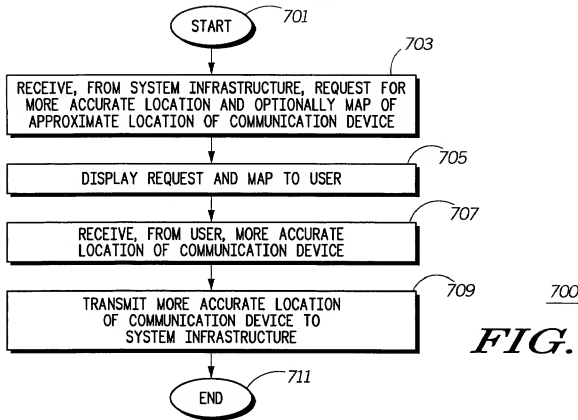 START
701
703
RECEIVE, FROM SYSTEM INFRASTRUCTURE, REQUEST FOR
MORE ACCURATE LOCATION AND OPTIONALLY MAP OF
APPROXIMATE LOCATION OF COMMUNICATION DEVICE
705
DISPLAY REQUEST AND MAP TO USER
707
RECEIVE, FROM USER, MORE ACCURATE
LOCATION OF COMMUNICATION DEVICE
709
TRANSMIT MORE ACCURATE LOCATION
OF COMMUNICATION DEVICE TO
SYSTEM INFRASTRUCTURE
700
FIG.
711
END